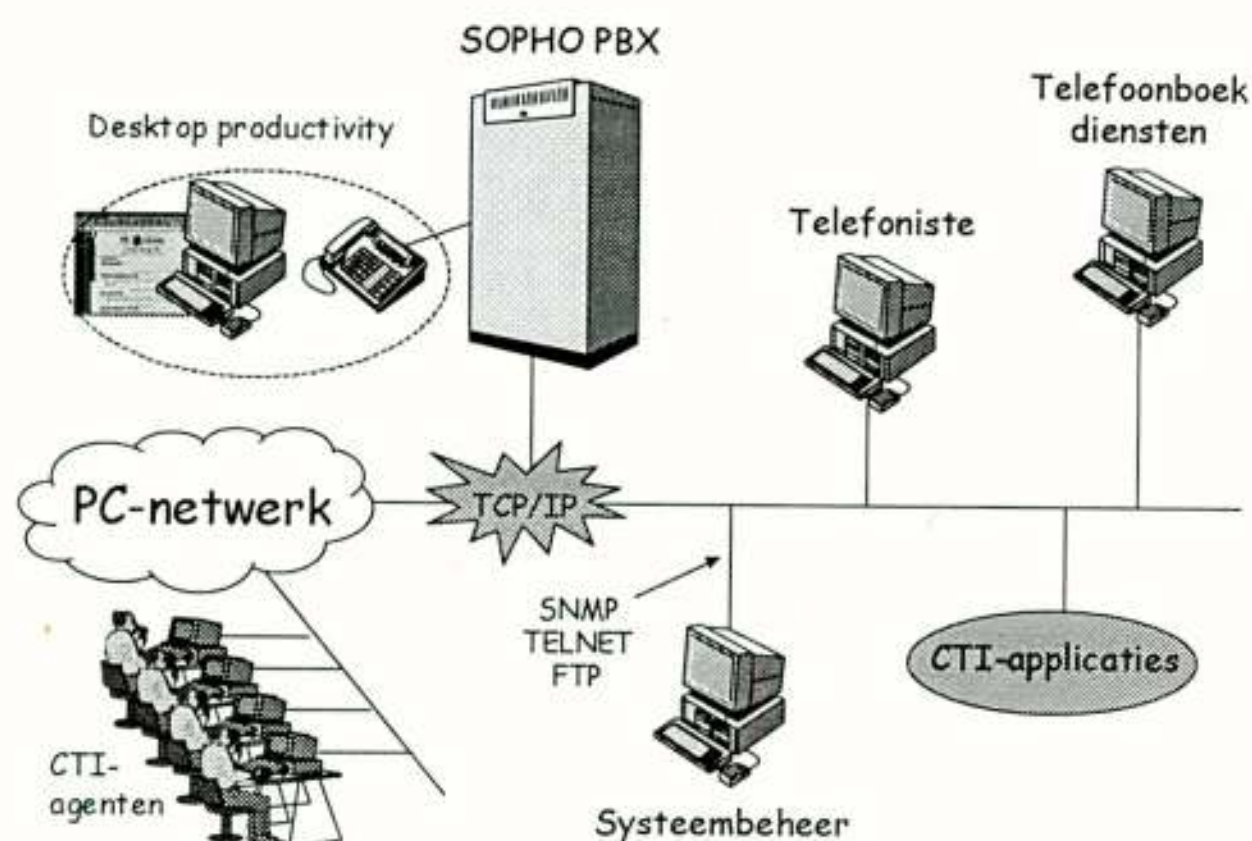 SOPHO PBX
Desktop productivity
Telefoonboek
diensten
Telefoniste
PC-netwerk
TCP/IP
SNMP
TELNET
FTP
CTI-applicaties
CTI-
agenten
Systeembeheer